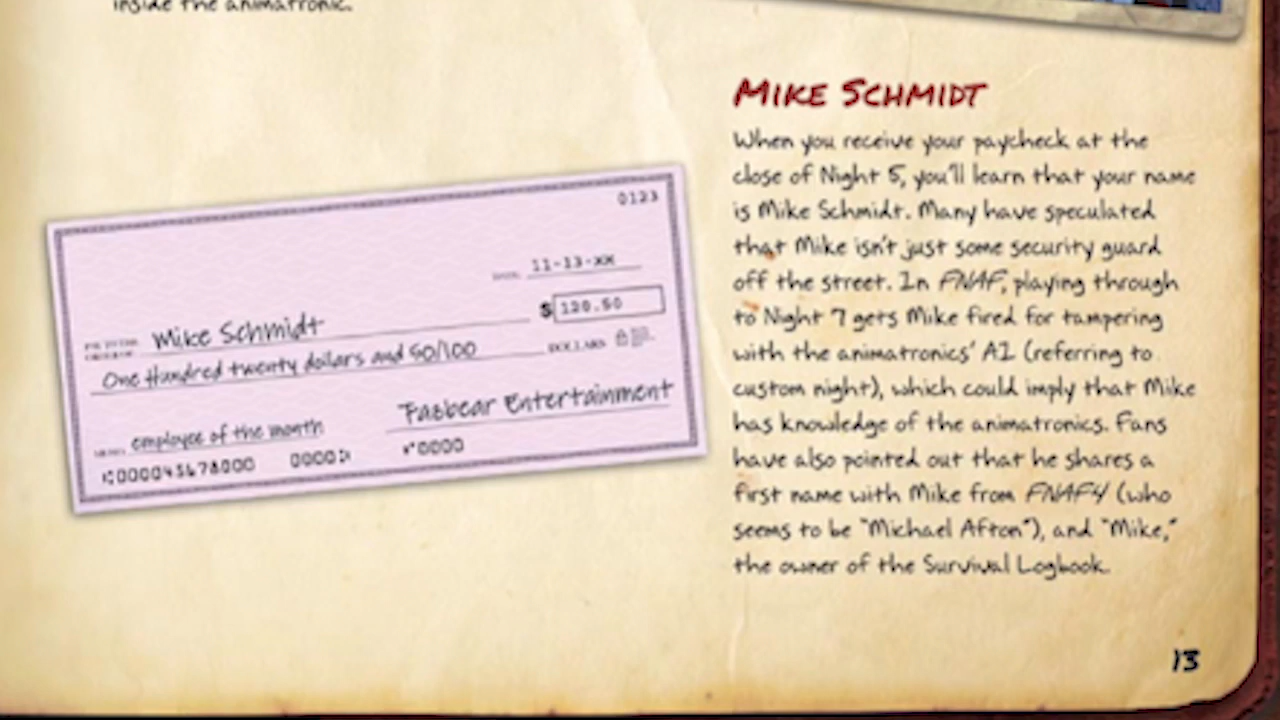 inside the animatronic.
0123
11-13-XX
$ 120.50
Mike Schmidt
One Hundred twenty dollars and 50/100
DOLLARS
Fazbear Entertainment
employee of the month
0000
MIKE SCHMIDT
When you receive your paycheck at the
close of Night 5, you'll learn that your name
is Mike Schmidt. Many have speculated
that Mike isn't just some security guard
off the street. In FNAF, playing through
to Night 7 gets Mike fired for tampering
with the animatronics' AI (referring to
custom night), which could imply that Mike
has knowledge of the animatronics. Fans
have also pointed out that he shares a
first name with Mike from FNAF4 (who
seems to be "Michael Afton"), and "Mike,"
the owner of the Survival Logbook.
13